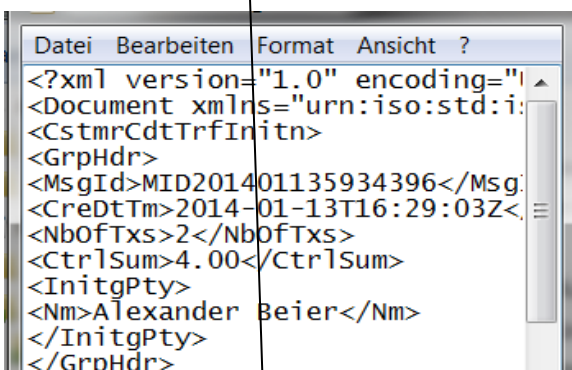 Datei Bearbeiten Format Ansicht ?
<?xml version="1.0" encoding="
<Document xmlns="urn:iso:std:i
<CstmrCdtTrfInitn>
<GrpHdr>
<MsgId>MID201401135934396</Msg
<CreDtTm>2014-01-13T16:29:03Z<
<NbOfTxs>2</NbOfTxs>
<CtrlSum>4.00</CtrlSum>
<InitgPty>
<Nm>Alexander Beier</Nm>
</InitgPty>
</GrpHdr>